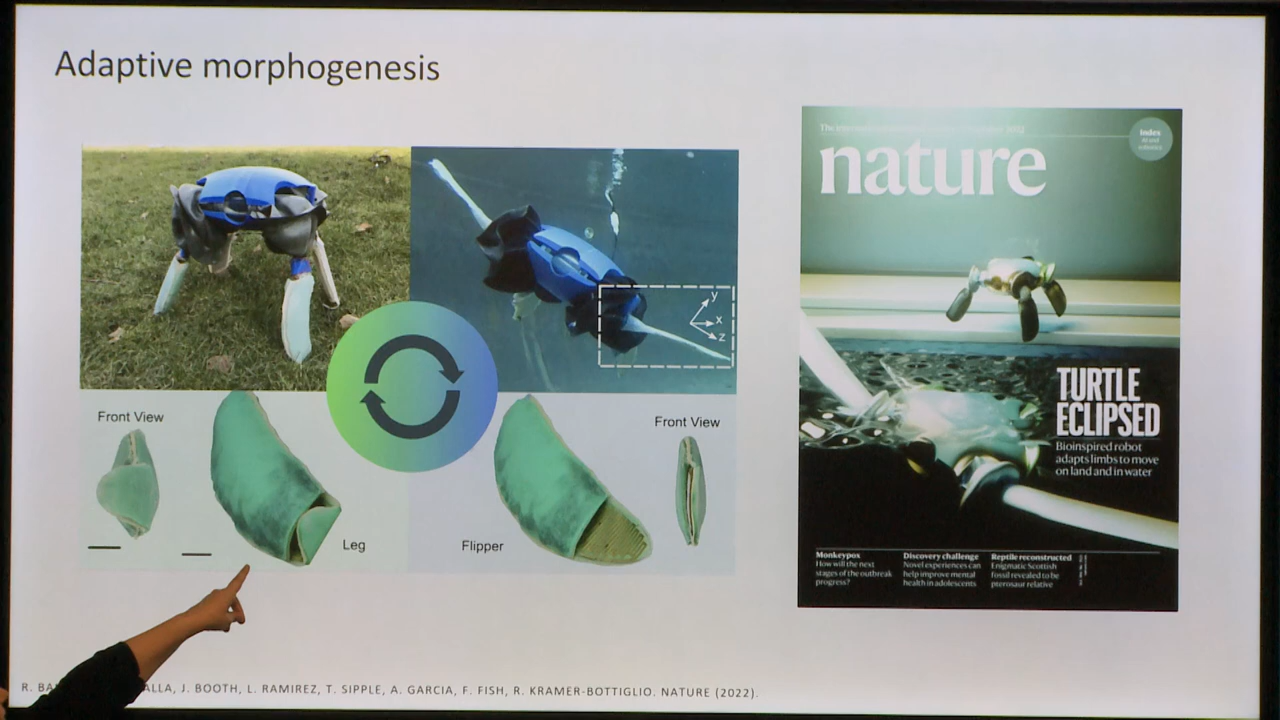 Adaptive morphogenesis
y
x
z
Front View
Leg
Flipper
Front View
nature
Index
TURTLE
ECLIPSED
Bioinspired robot
adapts limbs to move
on land and in water
Monkeypox
How will the next
stages of the outbreak
progress?
Discovery challenge
Novel experiences can
help improve mental
health in adolescents
Reptile reconstructed
Enigmatic Scottish
fossil revealed to be
pterosaur relative
R. BA ALLA, J. BOOTH, L. RAMIREZ, T. SIPPLE, A. GARCIA, F. FISH, R. KRAMER-BOTTIGLIO. NATURE (2022).